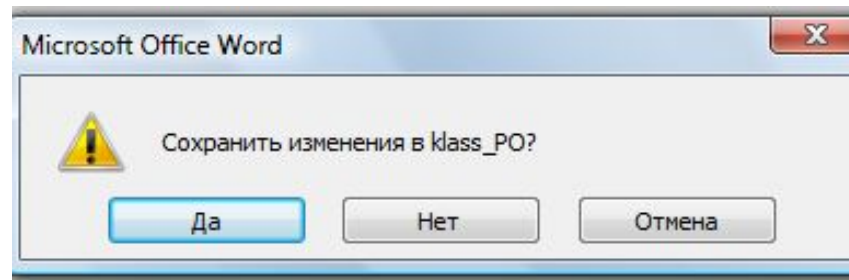 Microsoft Office Word
Сохранить изменения в klass_PO?
Да Нет Отмена